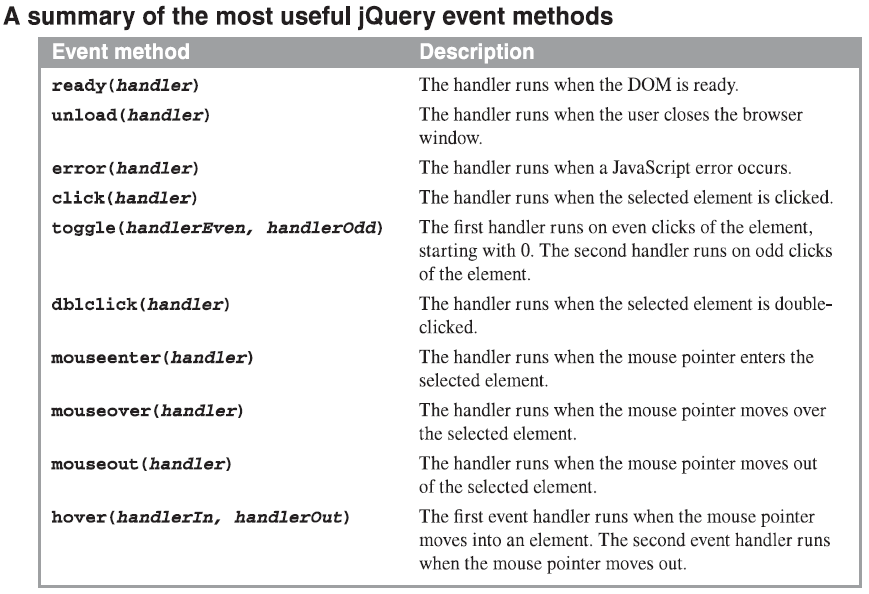 A summary of the most useful jQuery event methods
Event method Description
ready(handler) The handler runs when the DOM is ready.
unload(handler) The handler runs when the user closes the browser
window.
error(handler) The handler runs when a JavaScript error occurs.
click(handler) The handler runs when the selected element is clicked.
toggle(handlerEven, handlerOdd) The first handler runs on even clicks of the element,
starting with 0. The second handler runs on odd clicks
of the element.
dblclick(handler) The handler runs when the selected element is double-
clicked.
mouseenter(handler) The handler runs when the mouse pointer enters the
selected element.
mouseover(handler) The handler runs when the mouse pointer moves over
the selected element.
mouseout(handler) The handler runs when the mouse pointer moves out
of the selected element.
hover(handlerIn, handlerOut) The first event handler runs when the mouse pointer
moves into an element. The second event handler runs
when the mouse pointer moves out.